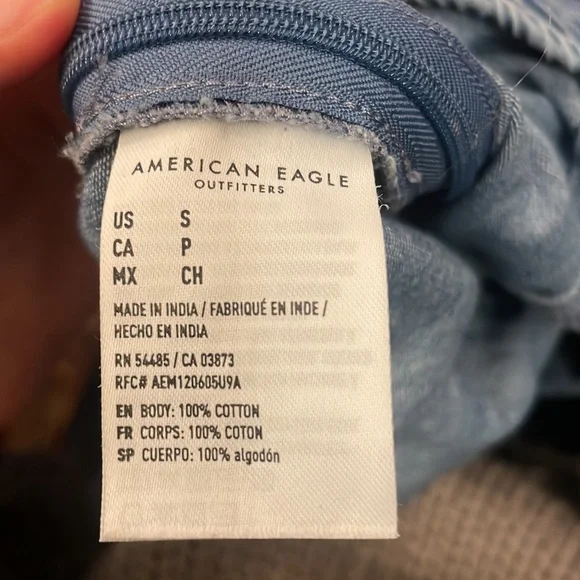 AMERICAN EAGLE
OUTFITTERS
US S
CA P
MX CH
MADE IN INDIA / FABRIQUÉ EN INDE /
HECHO EN INDIA
RN 54485 / CA 03873
RFC# AEM120605U9A
EN BODY: 100% COTTON
FR CORPS: 100% COTON
SP CUERPO: 100% algodón